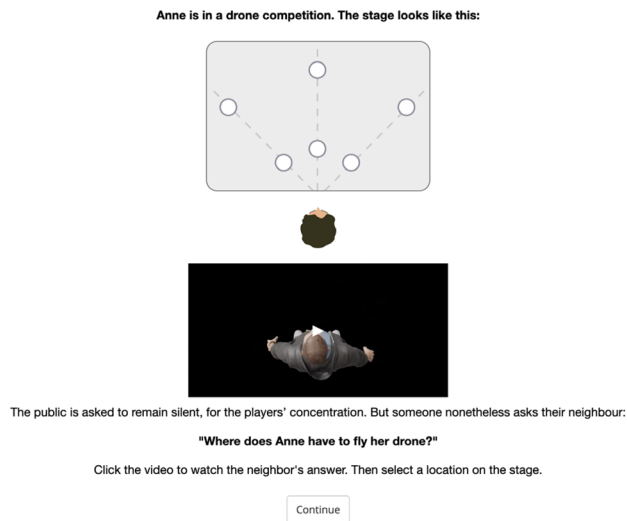 Anne is in a drone competition. The stage looks like this:
The public is asked to remain silent, for the players’ concentration. But someone nonetheless asks their neighbour:
"Where does Anne have to fly her drone?"
Click the video to watch the neighbor's answer. Then select a location on the stage.
Continue